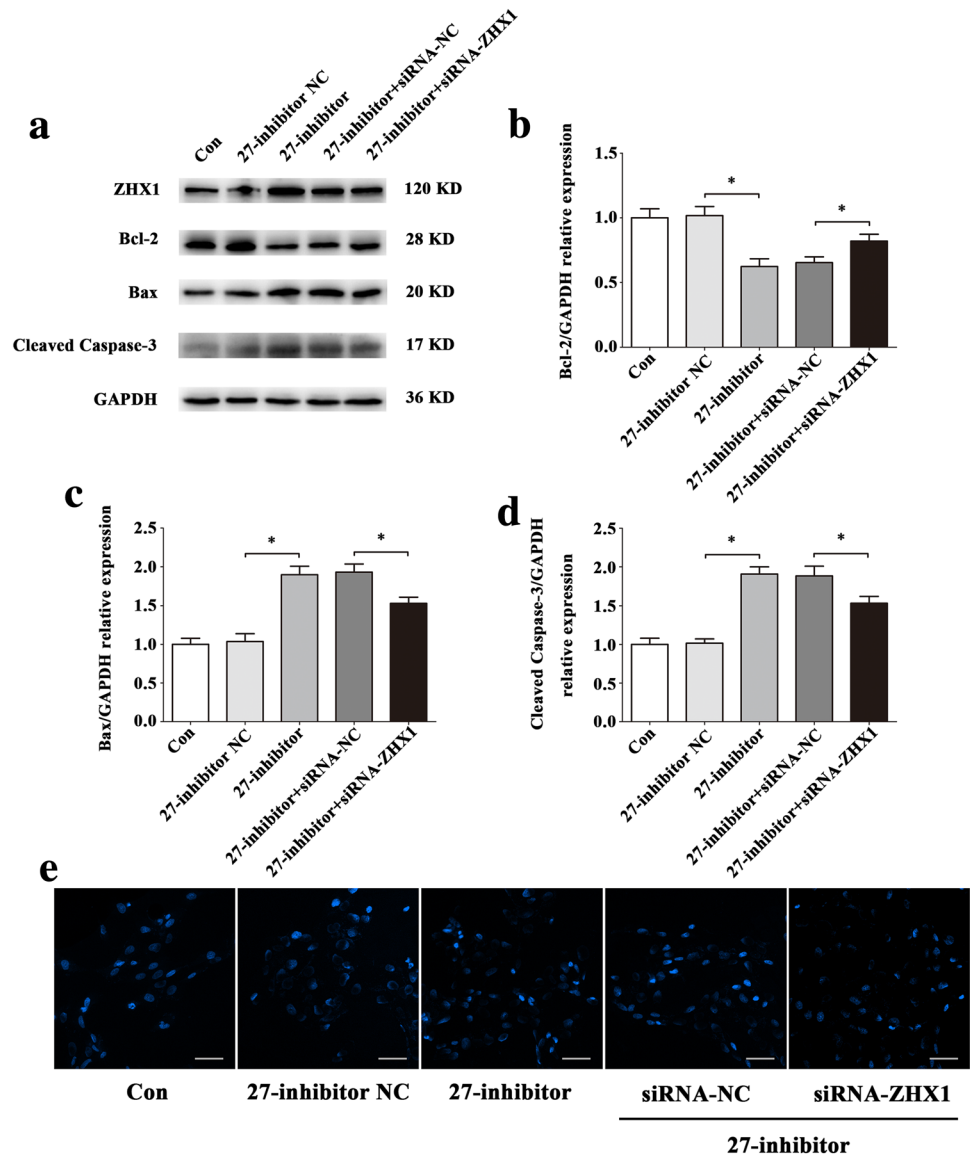 a
Con
27-inhibitor NC
27-inhibitor
27-inhibitor+siRNA-NC
27-inhibitor+siRNA-ZHX1
ZHX1 120 KD
Bcl-2 28 KD
Bax 20 KD
Cleaved Caspase-3 17 KD
GAPDH 36 KD
b
Bcl-2/GAPDH relative expression
1.5
1.0
0.5
0.0
*
*
Con
27-inhibitor NC
27-inhibitor
27-inhibitor+siRNA-NC
27-inhibitor+siRNA-ZHX1
c
Bax/GAPDH relative expression
2.5
2.0
1.5
1.0
0.5
0.0
*
*
Con
27-inhibitor NC
27-inhibitor
27-inhibitor+siRNA-NC
27-inhibitor+siRNA-ZHX1
d
Cleaved Caspase-3/GAPDH
relative expression
2.5
2.0
1.5
1.0
0.5
0.0
*
*
Con
27-inhibitor NC
27-inhibitor
27-inhibitor+siRNA-NC
27-inhibitor+siRNA-ZHX1
e
Con 27-inhibitor NC 27-inhibitor siRNA-NC siRNA-ZHX1
27-inhibitor